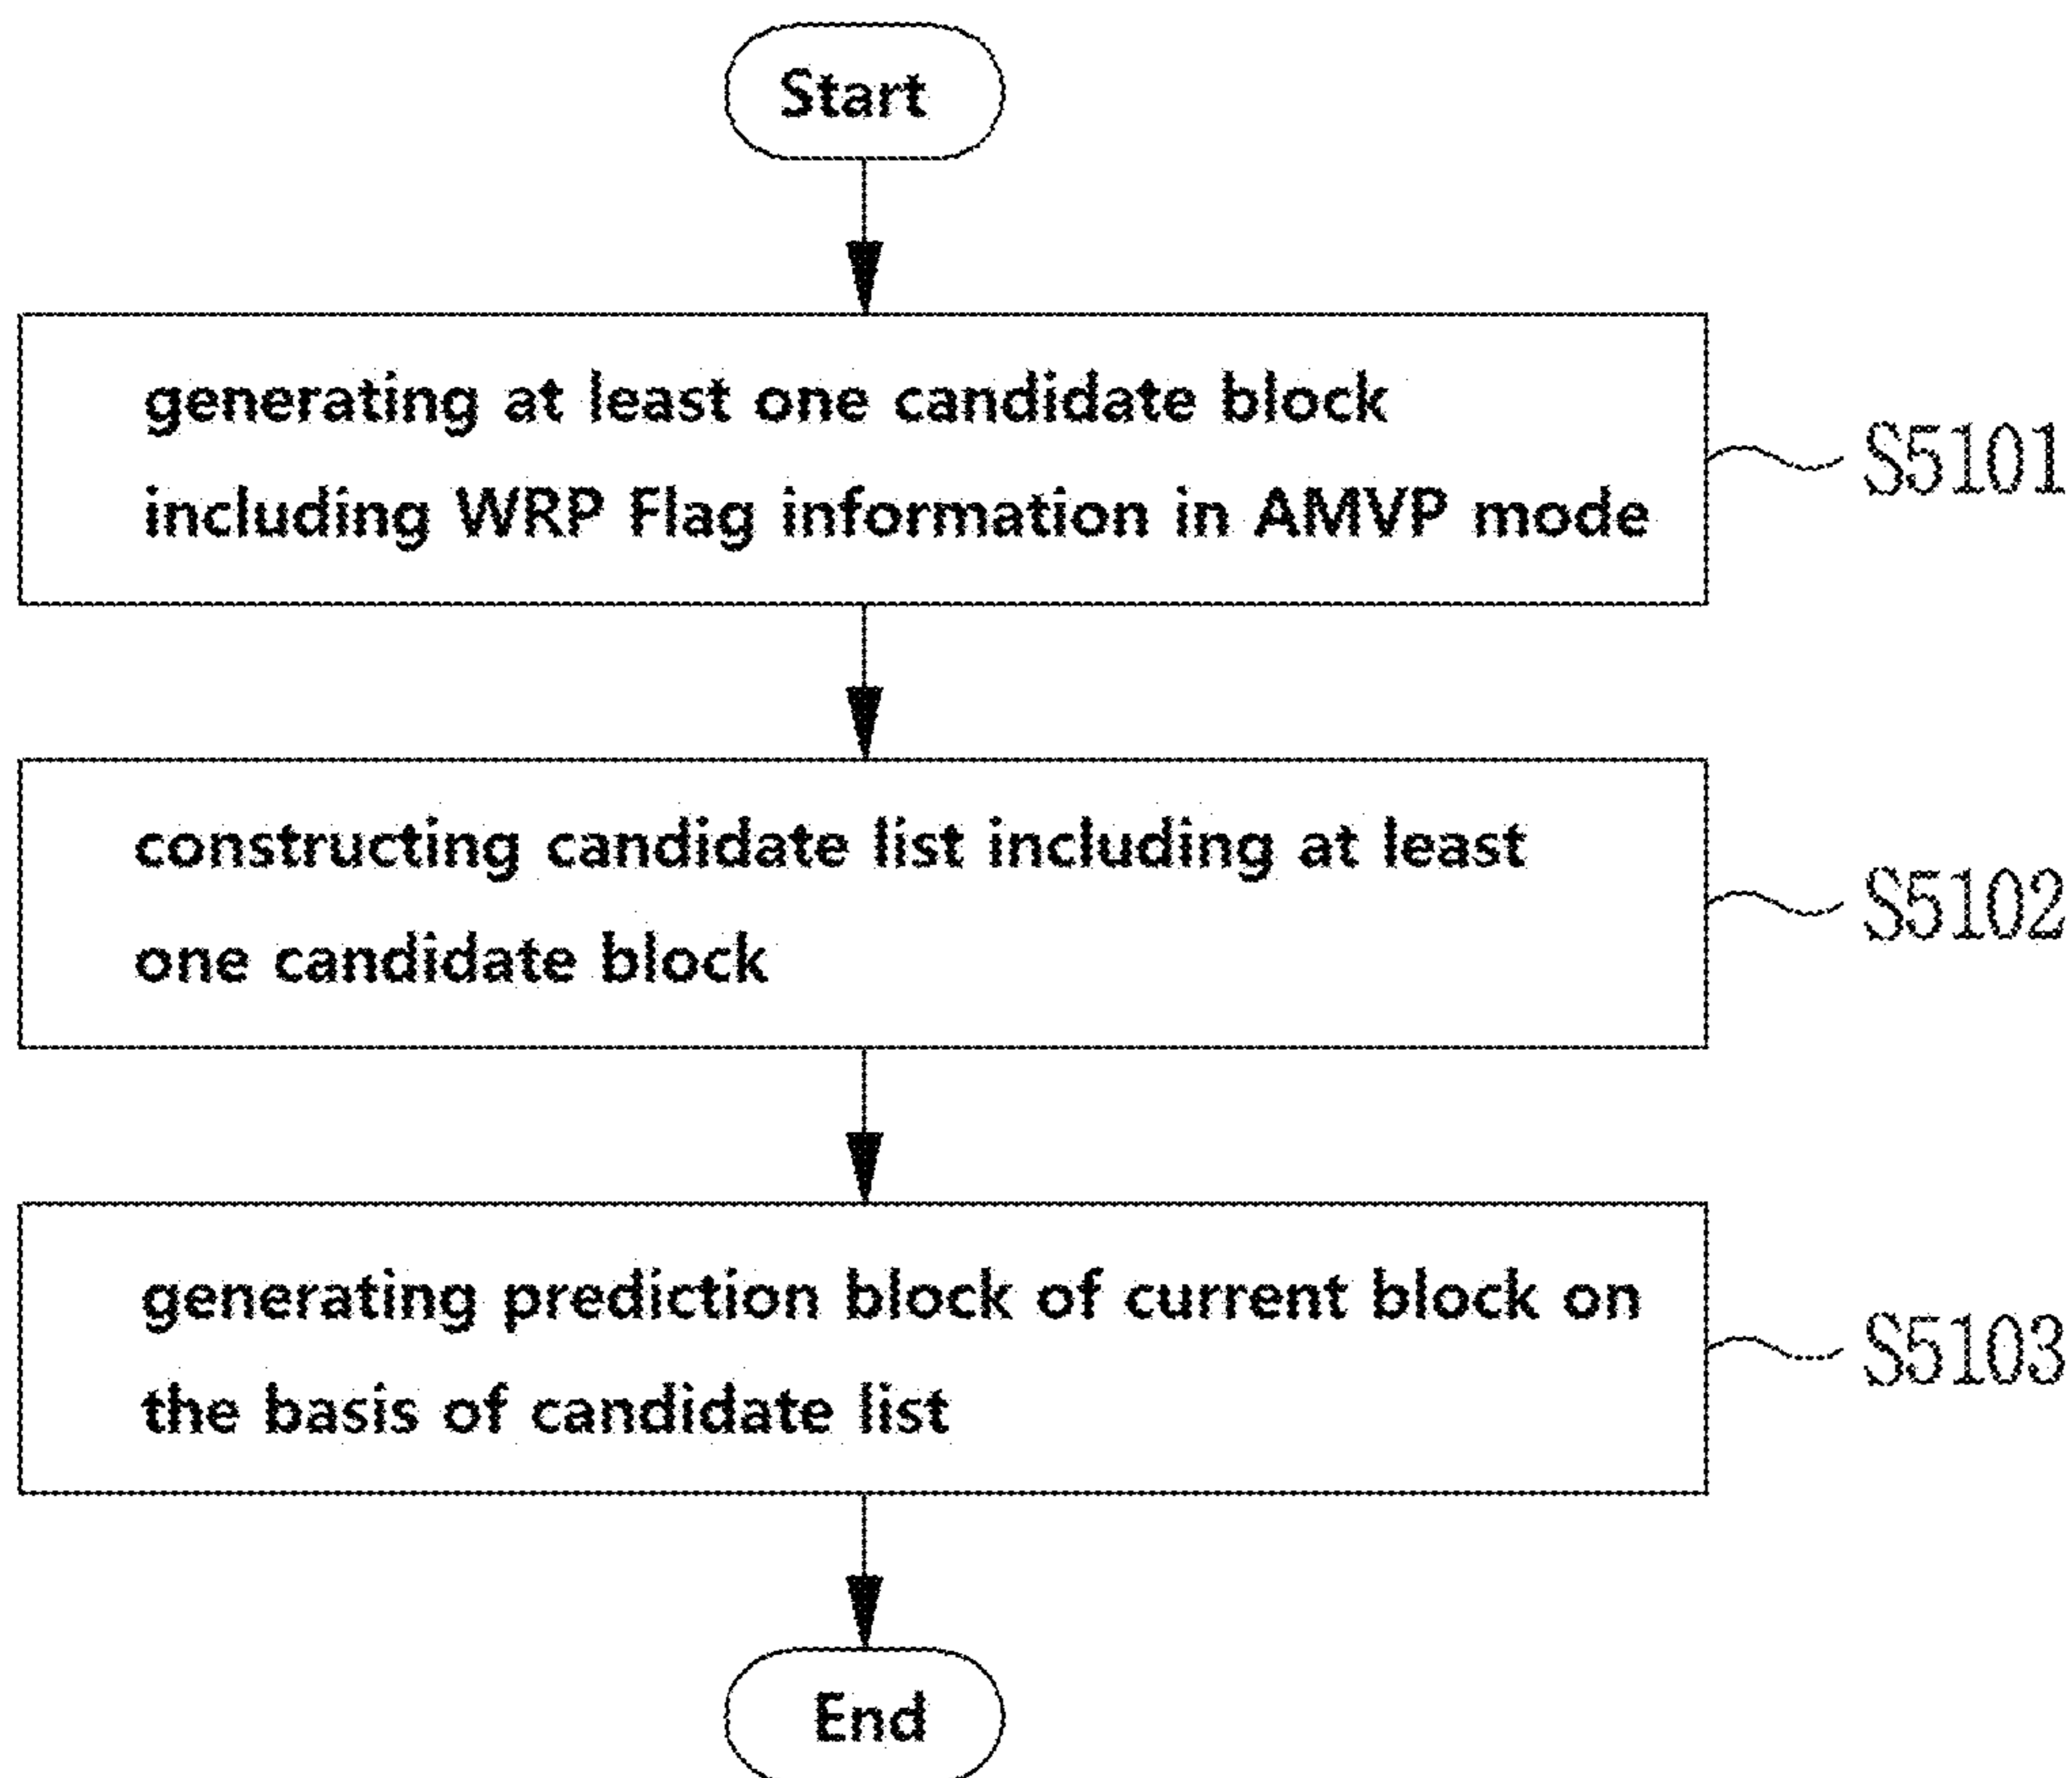 Start
generating at least one candidate block
including WRP Flag information in AMVP mode
S5101
constructing candidate list including at least
one candidate block
S5102
generating prediction block of current block on
the basis of candidate list
S5103
End